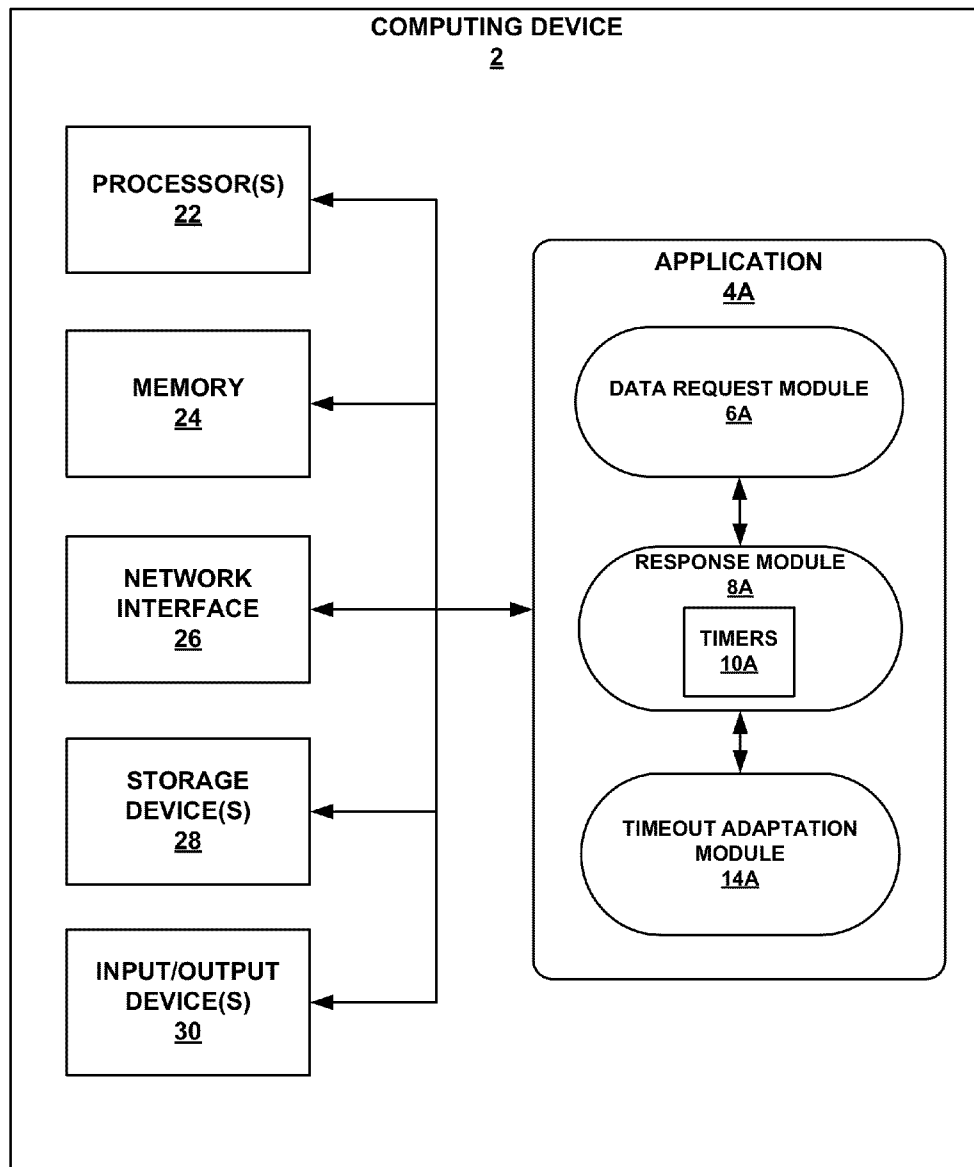 COMPUTING DEVICE
2
PROCESSOR(S)
22
MEMORY
24
NETWORK
INTERFACE
26
STORAGE
DEVICE(S)
28
INPUT/OUTPUT
DEVICE(S)
30
APPLICATION
4A
DATA REQUEST MODULE
6A
RESPONSE MODULE
8A
TIMERS
10A
TIMEOUT ADAPTATION
MODULE
14A